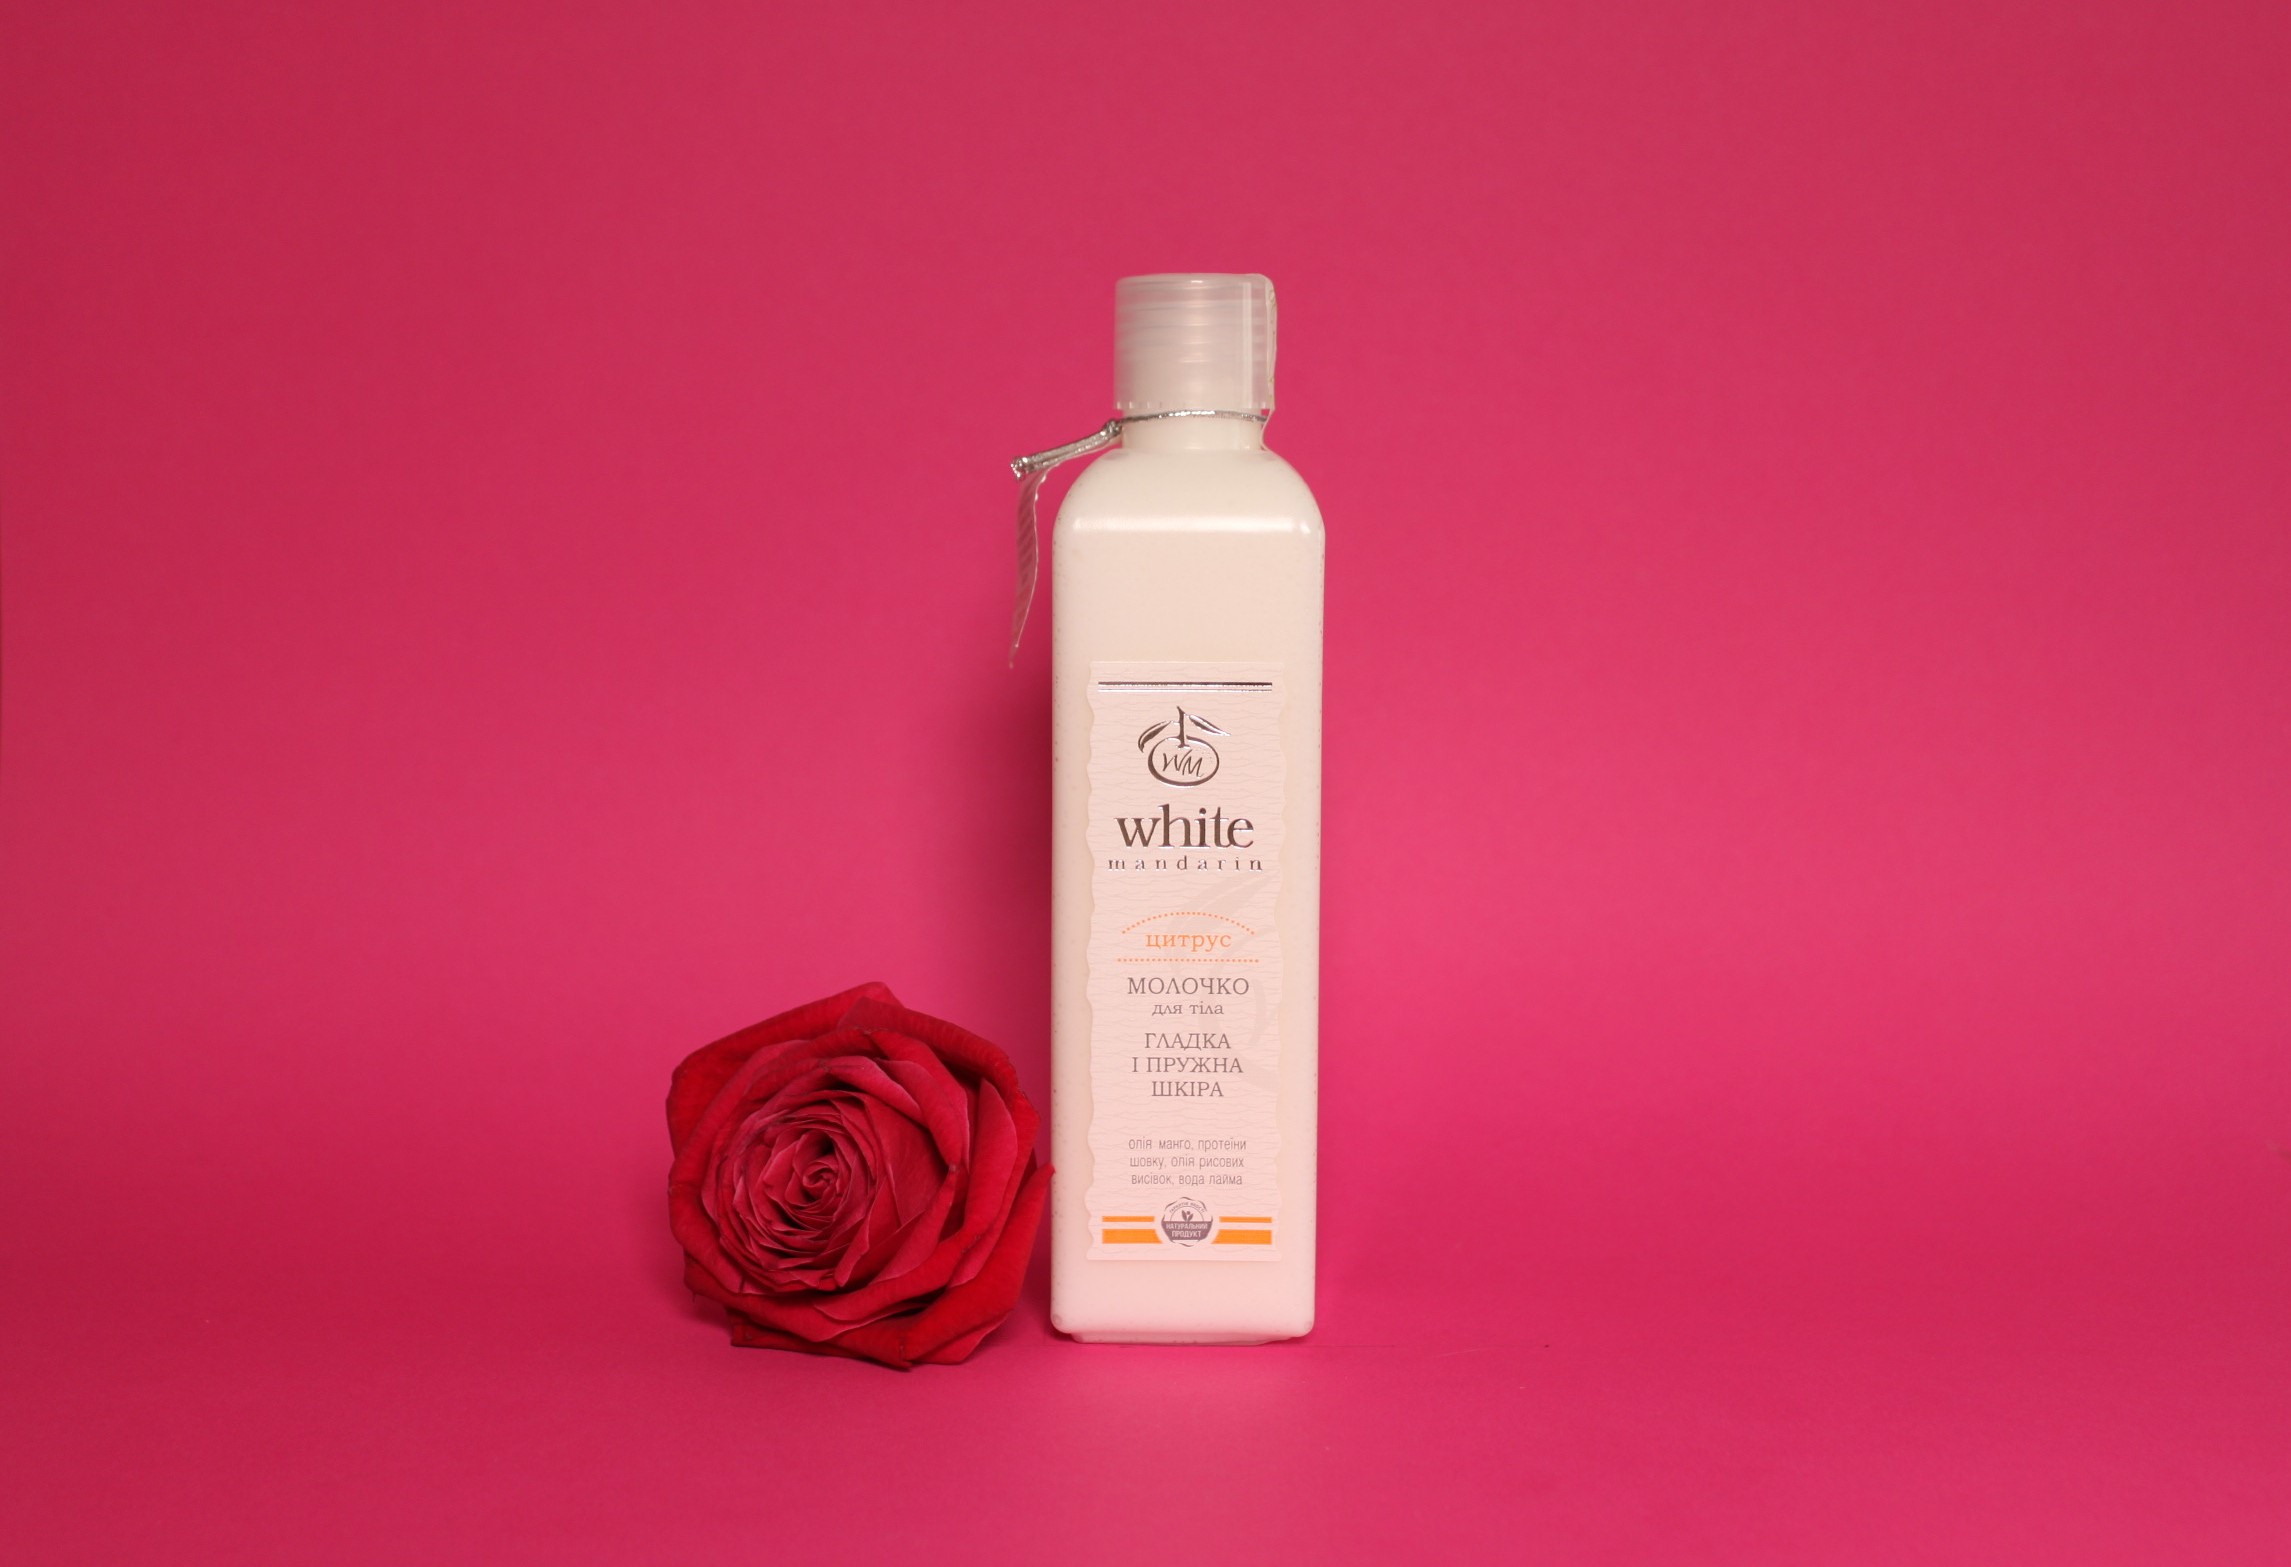 WM
white
mandarin
цитрус
МОЛОЧКО
для тіла
ГЛАДКА
І ПРУЖНА
ШКІРА
олія манго, протеїни
шовку, олія рисових
висівок, вода лайма
НАТУРАЛЬНИЙ
ПРОДУКТ